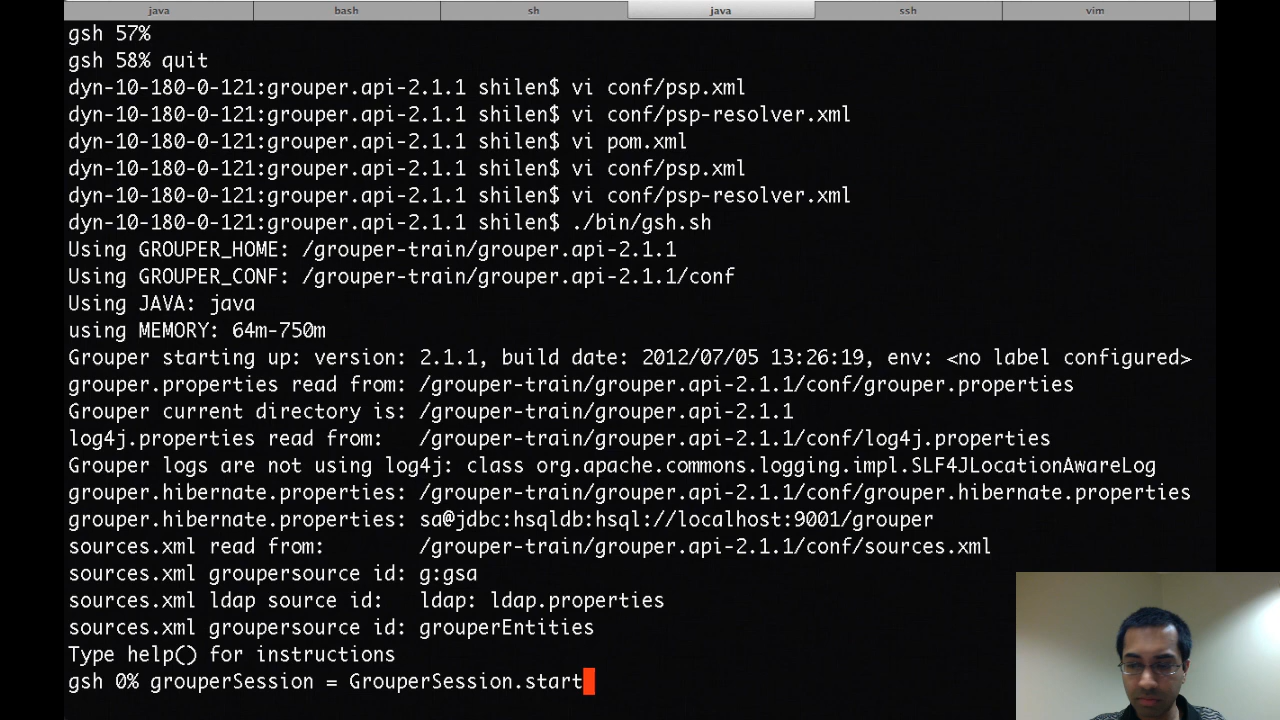 java bash sh java ssh vim
gsh 57%
gsh 58% quit
dyn-10-180-0-121:grouper.api-2.1.1 shilen$ vi conf/psp.xml
dyn-10-180-0-121:grouper.api-2.1.1 shilen$ vi conf/psp-resolver.xml
dyn-10-180-0-121:grouper.api-2.1.1 shilen$ vi pom.xml
dyn-10-180-0-121:grouper.api-2.1.1 shilen$ vi conf/psp.xml
dyn-10-180-0-121:grouper.api-2.1.1 shilen$ vi conf/psp-resolver.xml
dyn-10-180-0-121:grouper.api-2.1.1 shilen$ ./bin/gsh.sh
Using GROUPER_HOME: /grouper-train/grouper.api-2.1.1
Using GROUPER_CONF: /grouper-train/grouper.api-2.1.1/conf
Using JAVA: java
using MEMORY: 64m-750m
Grouper starting up: version: 2.1.1, build date: 2012/07/05 13:26:19, env: <no label configured>
grouper.properties read from: /grouper-train/grouper.api-2.1.1/conf/grouper.properties
Grouper current directory is: /grouper-train/grouper.api-2.1.1
log4j.properties read from:   /grouper-train/grouper.api-2.1.1/conf/log4j.properties
Grouper logs are not using log4j: class org.apache.commons.logging.impl.SLF4JLocationAwareLog
grouper.hibernate.properties: /grouper-train/grouper.api-2.1.1/conf/grouper.hibernate.properties
grouper.hibernate.properties: sa@jdbc:hsqldb:hsql://localhost:9001/grouper
sources.xml read from:        /grouper-train/grouper.api-2.1.1/conf/sources.xml
sources.xml groupersource id: g:gsa
sources.xml ldap source id:   ldap: ldap.properties
sources.xml groupersource id: grouperEntities
Type help() for instructions
gsh 0% grouperSession = GrouperSession.start